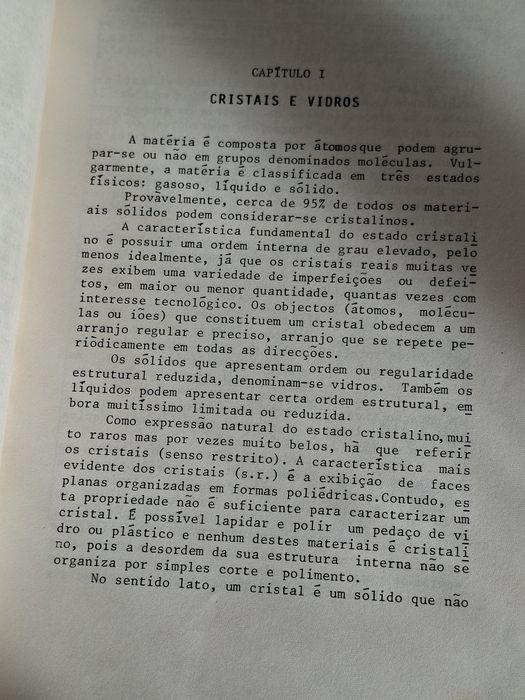 CAPÍTULO I
CRISTAIS E VIDROS
A matéria é composta por átomosque podem agru-
par-se ou não em grupos denominados moléculas. Vul-
garmente, a matéria é classificada em três estados
físicos: gasoso, líquido e sólido.
Provàvelmente, cerca de 95% de todos os materi-
ais sólidos podem considerar-se cristalinos.
A característica fundamental do estado cristali
no é possuir uma ordem interna de grau elevado, pelo
menos idealmente, já que os cristais reais muitas ve
zes exibem uma variedade de imperfeições ou defei-
tos, em maior ou menor quantidade, quantas vezes com
interesse tecnológico. Os objectos (átomos, molécu-
las ou iões) que constituem um cristal obedecem a um
arranjo regular e preciso, arranjo que se repete pe-
riòdicamente em todas as direcções.
Os sólidos que apresentam ordem ou regularidade
estrutural reduzida, denominam-se vidros. Também os
líquidos podem apresentar certa ordem estrutural, em
bora muitíssimo limitada ou reduzida.
Como expressão natural do estado cristalino,mui
to raros mas por vezes muito belos, há que referir
os cristais (senso restrito). A característica mais
evidente dos cristais (s.r.) é a exibição de faces
planas organizadas em formas poliédricas.Contudo, es
ta propriedade não é suficiente para caracterizar um
cristal. É possível lapidar e polir um pedaço de vi
dro ou plástico e nenhum destes materiais é cristali
no, pois a desordem da sua estrutura interna não se
organiza por simples corte e polimento.
No sentido lato, um cristal é um sólido que não